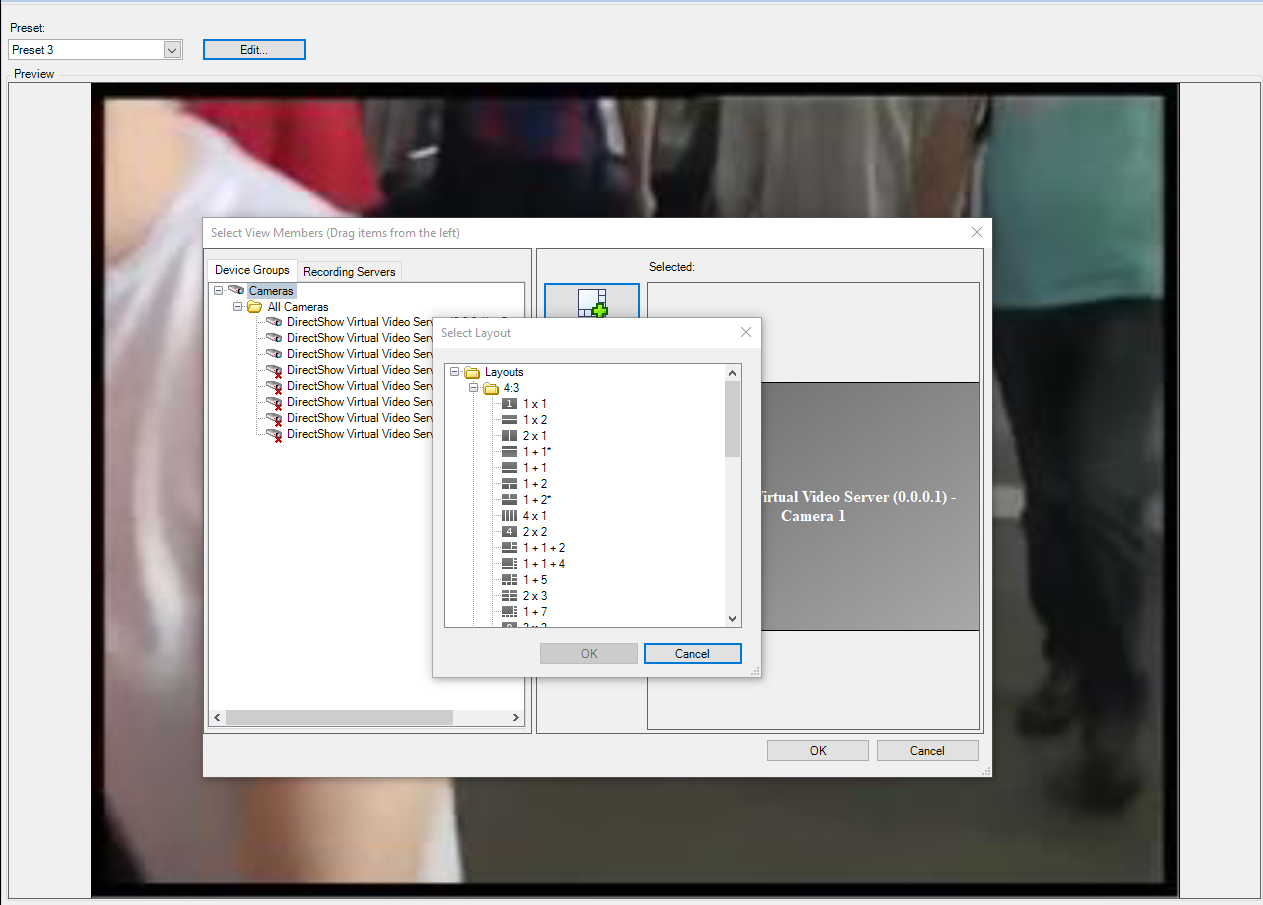 Preset:
Preset 3
Edit...
Preview
Select View Members (Drag items from the left)
Device Groups
Recording Servers
Selected:
Cameras
All Cameras
DirectShow Virtual Video Serv
DirectShow Virtual Video Serv
DirectShow Virtual Video Serv
DirectShow Virtual Video Serv
DirectShow Virtual Video Serv
DirectShow Virtual Video Serv
DirectShow Virtual Video Serv
DirectShow Virtual Video Serv
Select Layout
Layouts
4:3
1 1 x 1
1 x 2
2 x 1
1 + 1*
1 + 1
1 + 2
1 + 2*
4 x 1
4 2 x 2
1 + 1 + 2
1 + 1 + 4
1 + 5
2 x 3
1 + 7
OK
Cancel
Virtual Video Server (0.0.0.1) -
Camera 1
OK
Cancel